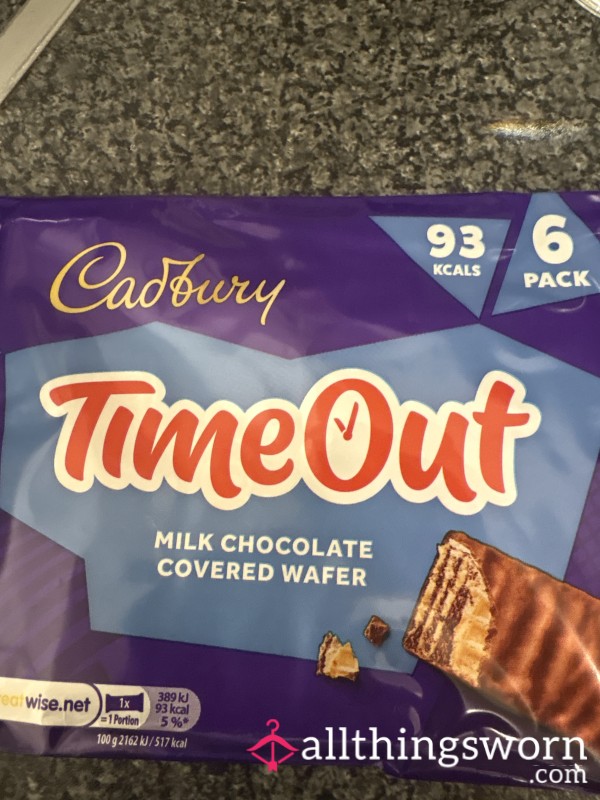 Cadbury
93
KCALS
6
PACK
TimeOut
MILK CHOCOLATE
COVERED WAFER
eatwise.net
1x
= 1 Portion
389 kJ
93 kcal
5 %*
100 g 2162 kJ / 517 kcal
allthingsworn
.com